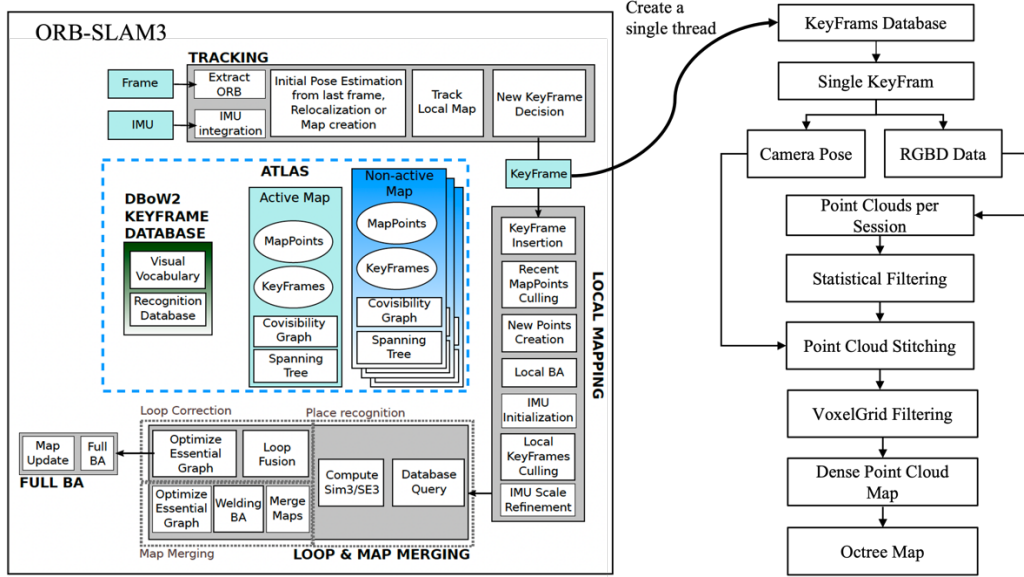 ORB-SLAM3
TRACKING
Frame
IMU
Extract
ORB
IMU
integration
Initial Pose Estimation
from last frame,
Relocalization or
Map creation
Track
Local Map
New KeyFrame
Decision
KeyFrame
ATLAS
DBoW2
KEYFRAME
DATABASE
Visual
Vocabulary
Recognition
Database
Active Map
MapPoints
KeyFrames
Covisibility
Graph
Spanning
Tree
Non-active
Map
MapPoints
KeyFrames
Covisibility
Graph
Spanning
Tree
LOCAL MAPPING
KeyFrame
Insertion
Recent
MapPoints
Culling
New Points
Creation
Local BA
IMU
Initialization
Local
KeyFrames
Culling
IMU Scale
Refinement
Loop Correction
Place recognition
Optimize
Essential
Graph
Loop
Fusion
Compute
Sim3/SE3
Database
Query
Optimize
Essential
Graph
Welding
BA
Merge
Maps
Map Merging
LOOP & MAP MERGING
Map
Update
Full
BA
FULL BA
Create a
single thread
KeyFrams Database
Single KeyFram
Camera Pose
RGBD Data
Point Clouds per
Session
Statistical Filtering
Point Cloud Stitching
VoxelGrid Filtering
Dense Point Cloud
Map
Octree Map